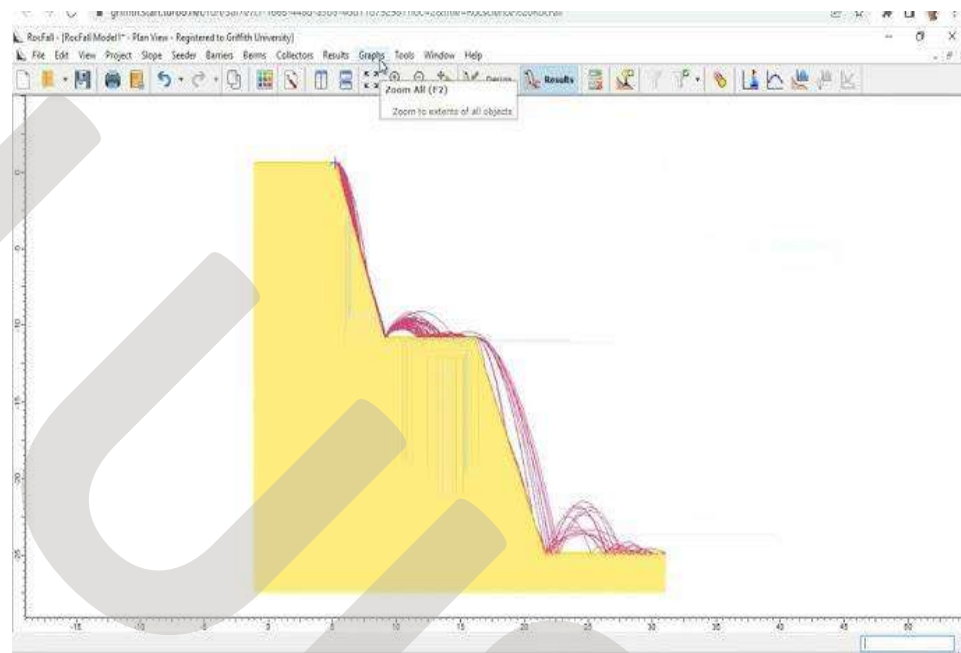 RocFall - [RocFall Model1* - Plan View - Registered to Griffith University]
File Edit View Project Slope Seeder Barriers Berms Collectors Results Graphs Tools Window Help
Results
Zoom All (F2)
Zoom to extents of all objects
0
-5
-10
-15
-20
-25
-15 -10 -5 0 5 10 15 20 25 30 35 40 45 50